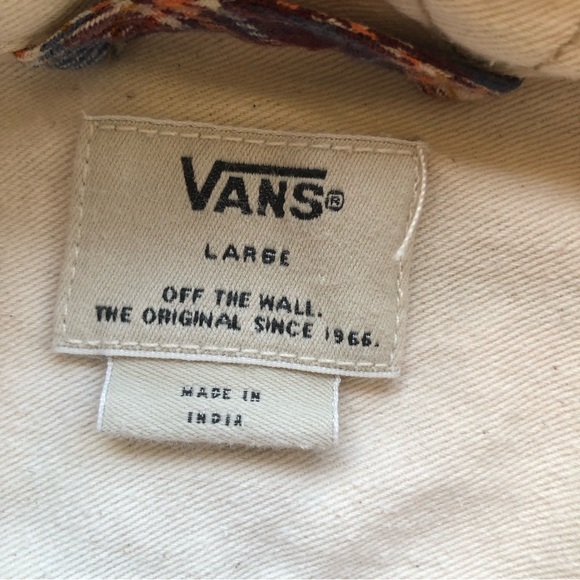 VANS®
LARGE
OFF THE WALL.
THE ORIGINAL SINCE 1966.
MADE IN
INDIA